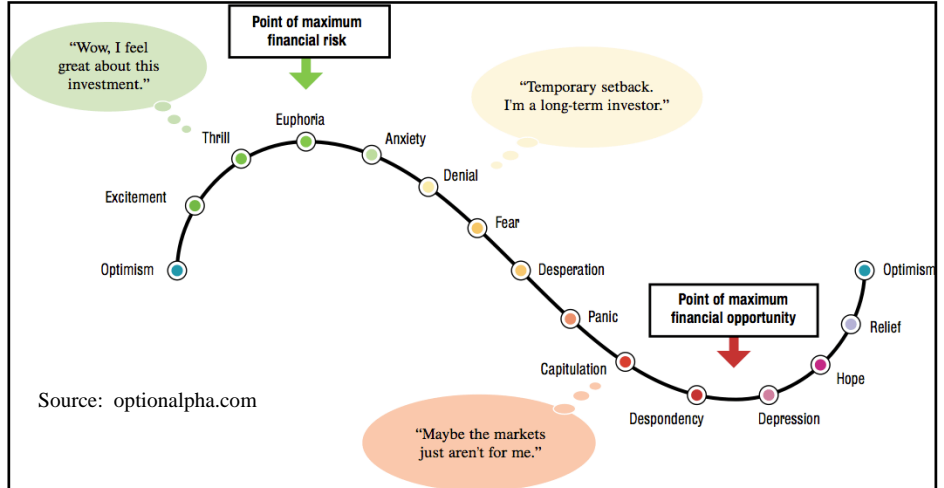 Point of maximum
financial risk
“Wow, I feel
great about this
investment.”
“Temporary setback.
I'm a long-term investor.”
Euphoria
Thrill
Anxiety
Denial
Excitement
Fear
Optimism
Desperation
Optimism
Point of maximum
financial opportunity
Panic
Relief
Capitulation
Hope
Source: optionalpha.com
Despondency
Depression
“Maybe the markets
just aren't for me.”